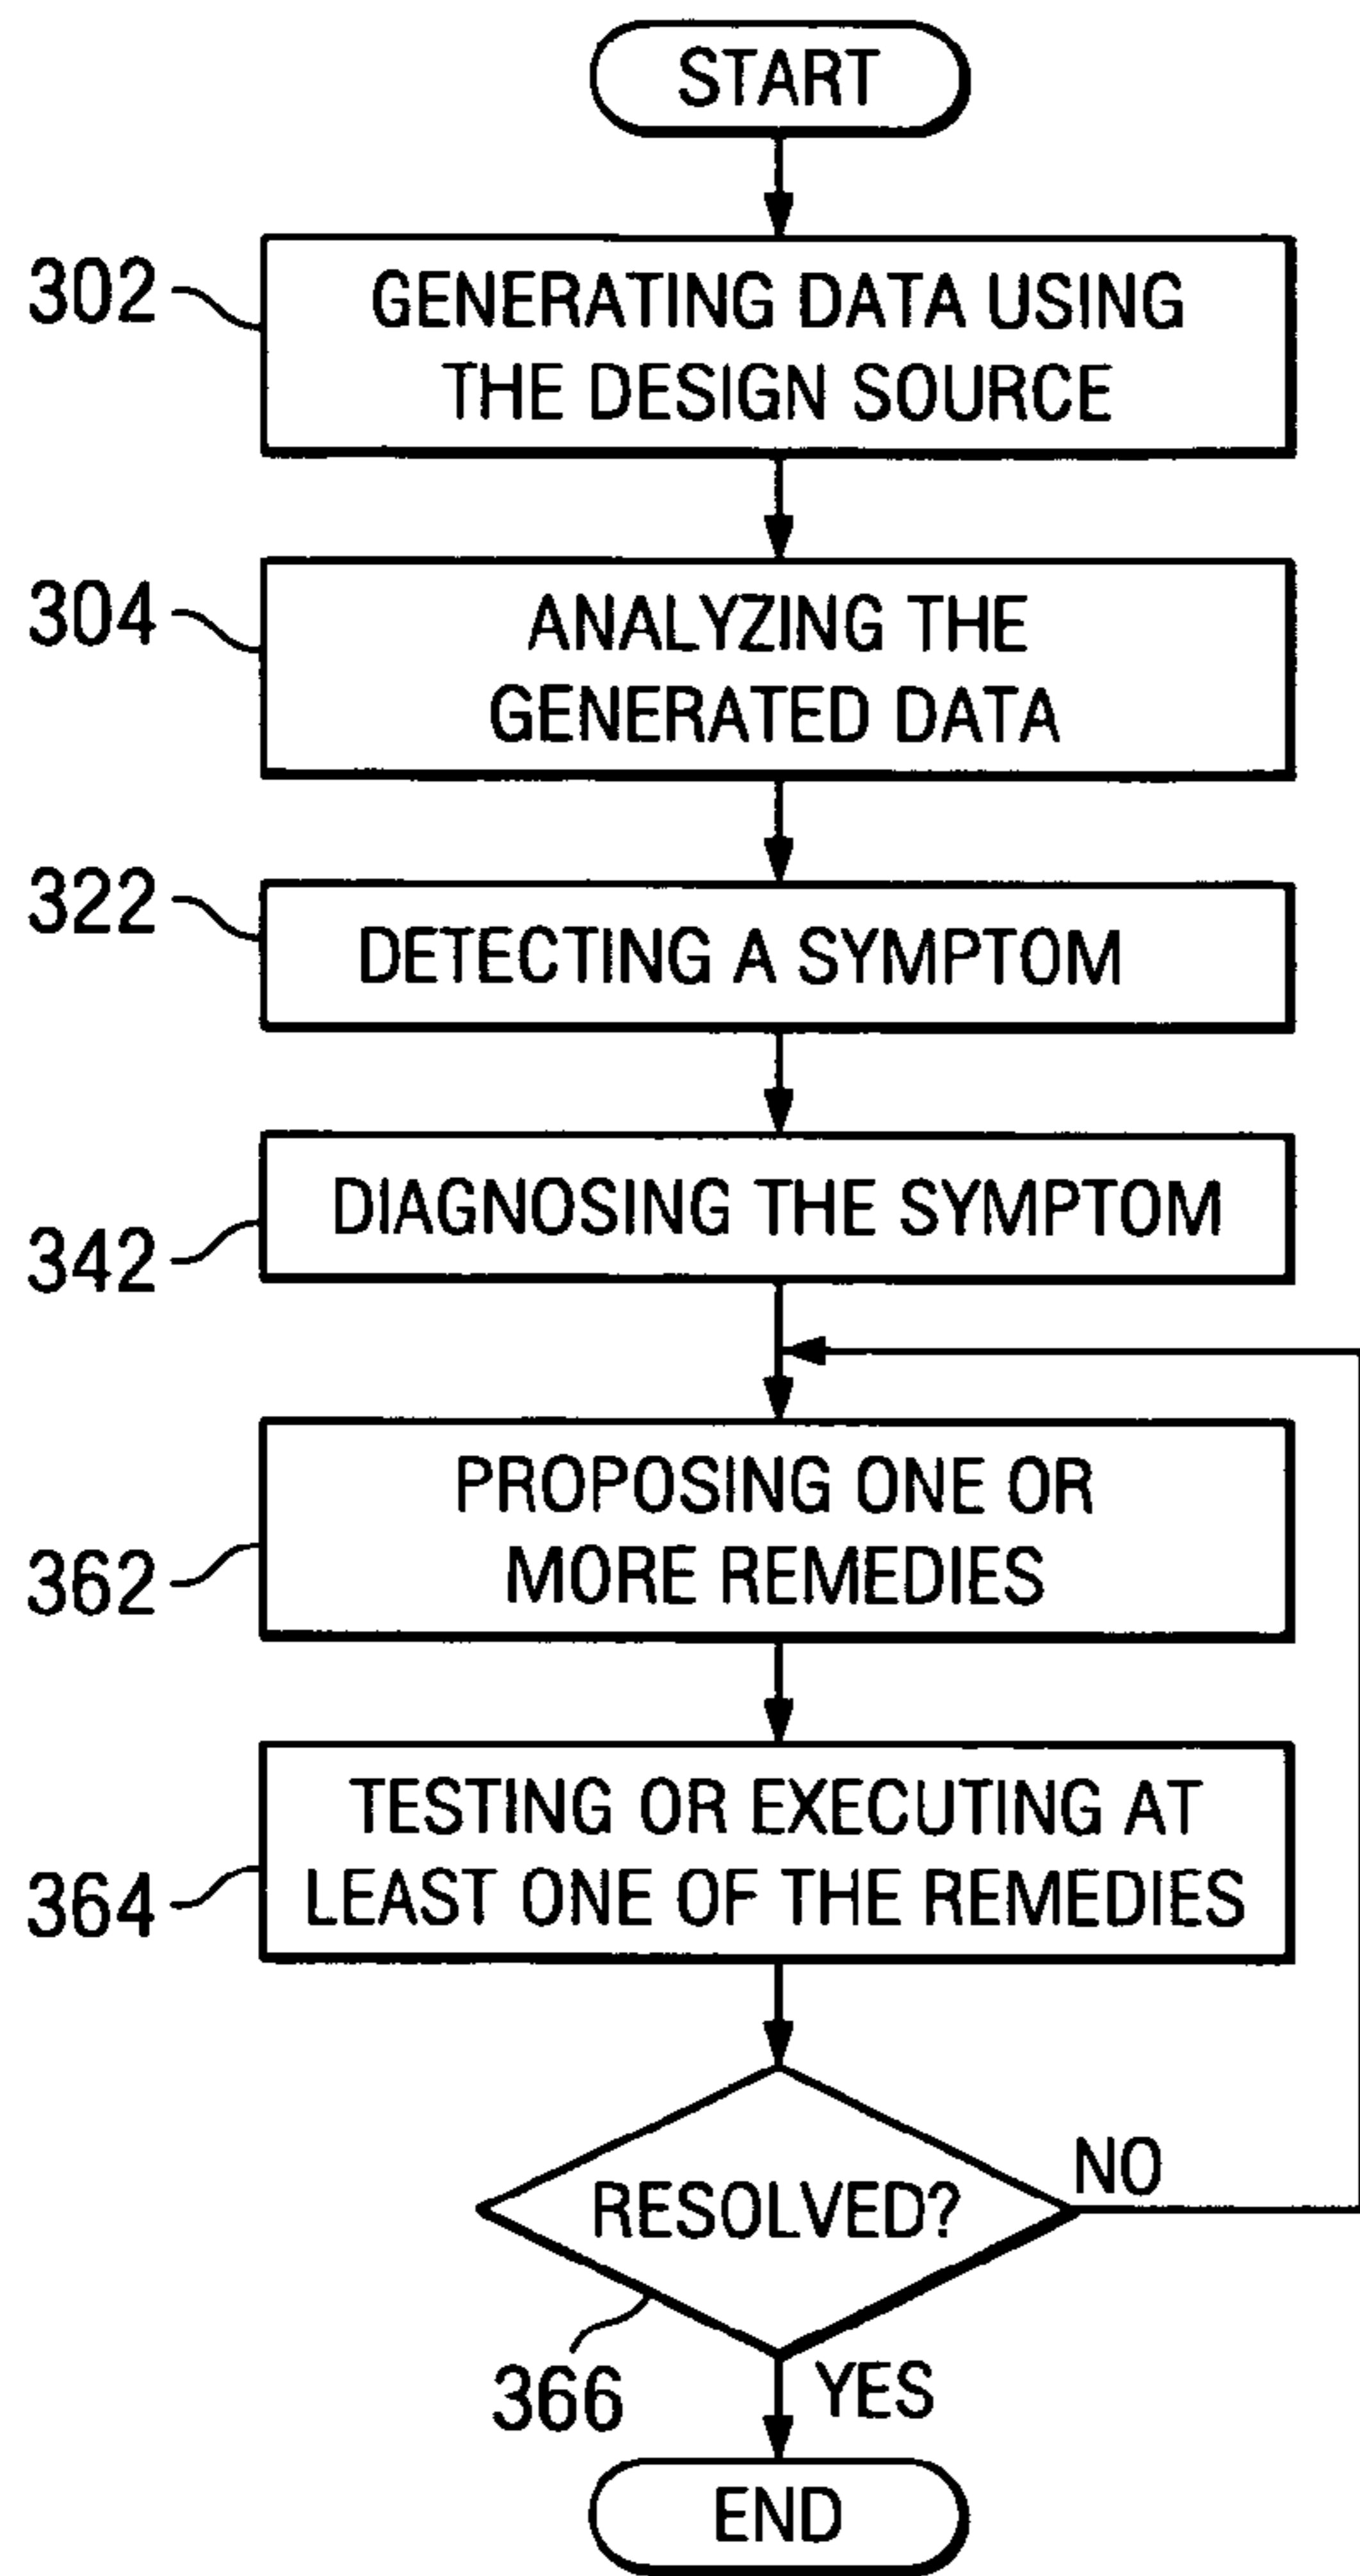 START
302
GENERATING DATA USING
THE DESIGN SOURCE
304
ANALYZING THE
GENERATED DATA
322
DETECTING A SYMPTOM
342
DIAGNOSING THE SYMPTOM
362
PROPOSING ONE OR
MORE REMEDIES
364
TESTING OR EXECUTING AT
LEAST ONE OF THE REMEDIES
RESOLVED?
NO
366
YES
END